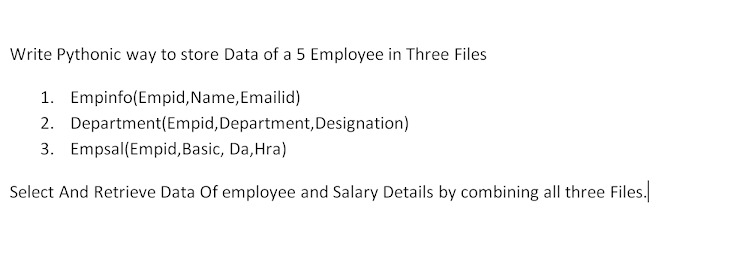 Write Pythonic way to store Data of a 5 Employee in Three Files
1. Empinfo(Empid,Name,Emailid)
2. Department(Empid,Department,Designation)
3. Empsal(Empid,Basic, Da,Hra)
Select And Retrieve Data Of employee and Salary Details by combining all three Files.